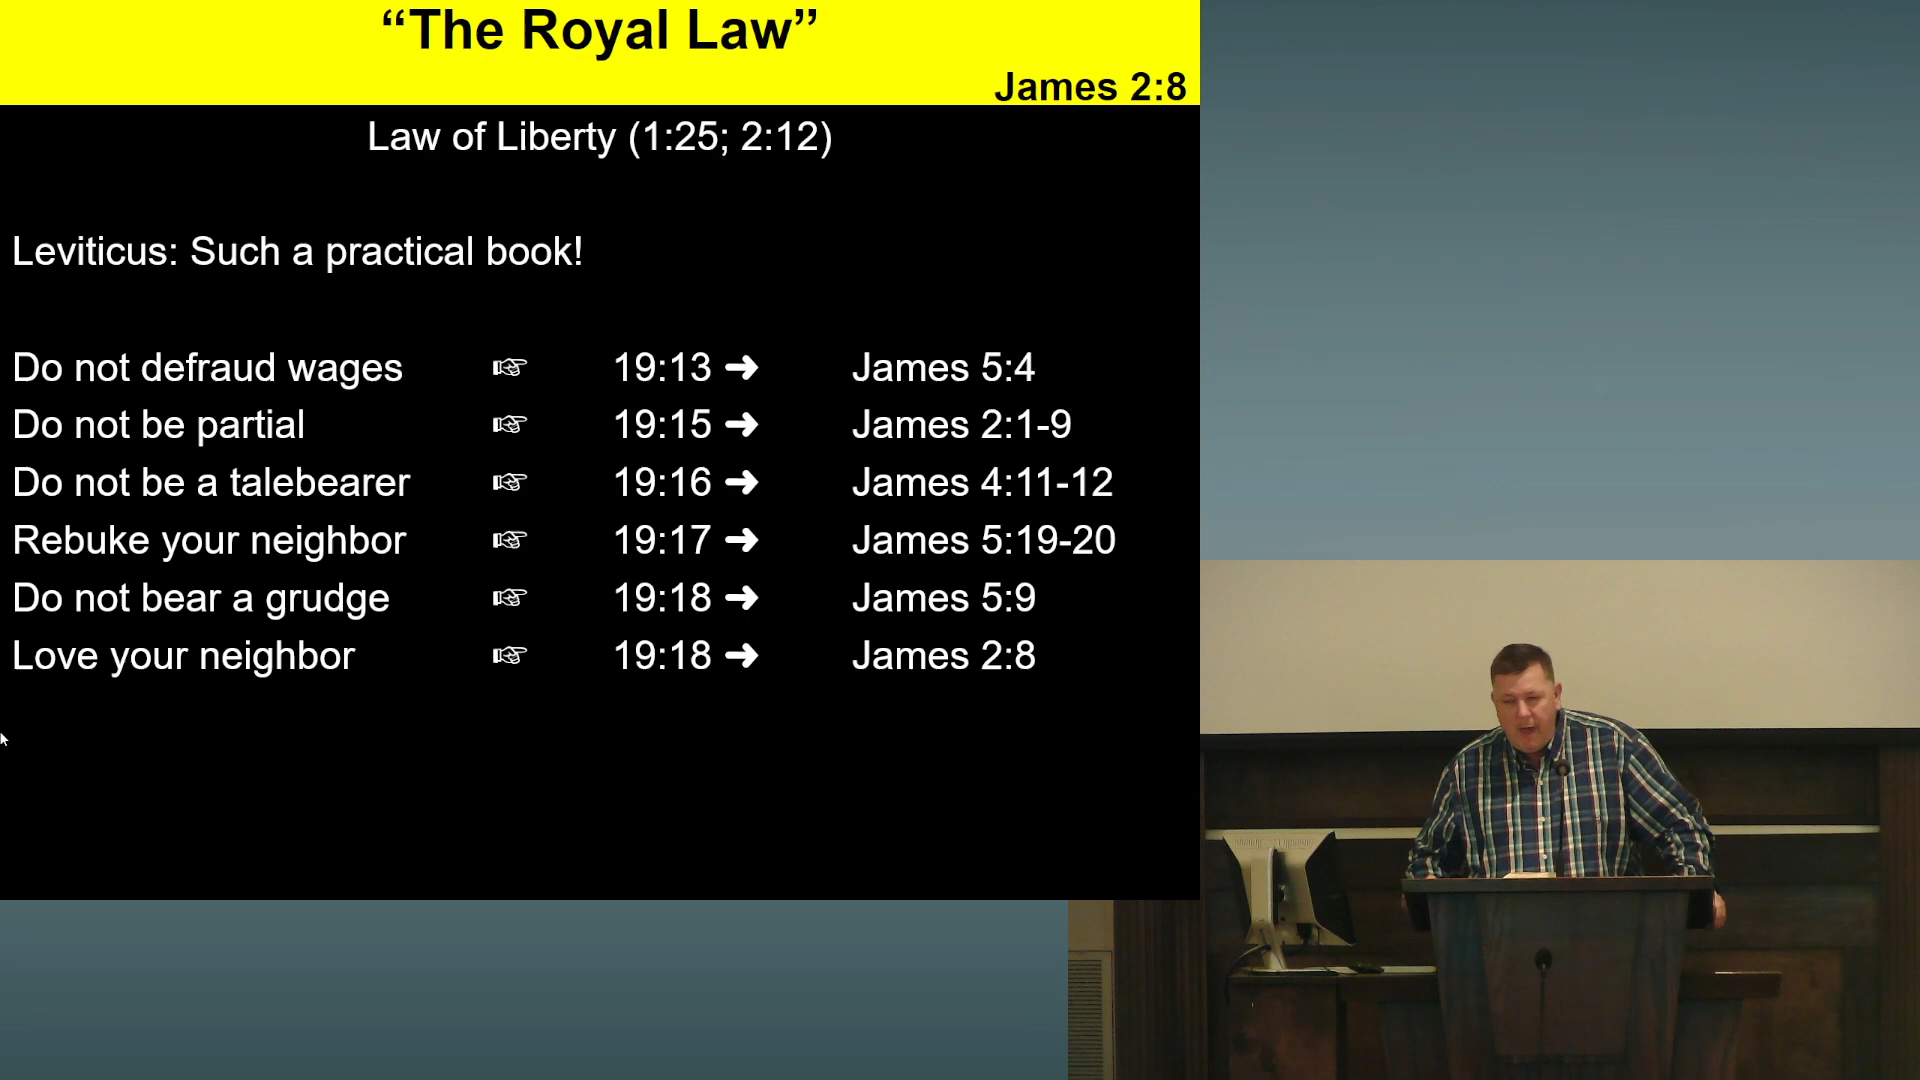 “The Royal Law”
James 2:8
Law of Liberty (1:25; 2:12)
Leviticus: Such a practical book!
Do not defraud wages ☞ 19:13 ➜ James 5:4
Do not be partial ☞ 19:15 ➜ James 2:1-9
Do not be a talebearer ☞ 19:16 ➜ James 4:11-12
Rebuke your neighbor ☞ 19:17 ➜ James 5:19-20
Do not bear a grudge ☞ 19:18 ➜ James 5:9
Love your neighbor ☞ 19:18 ➜ James 2:8